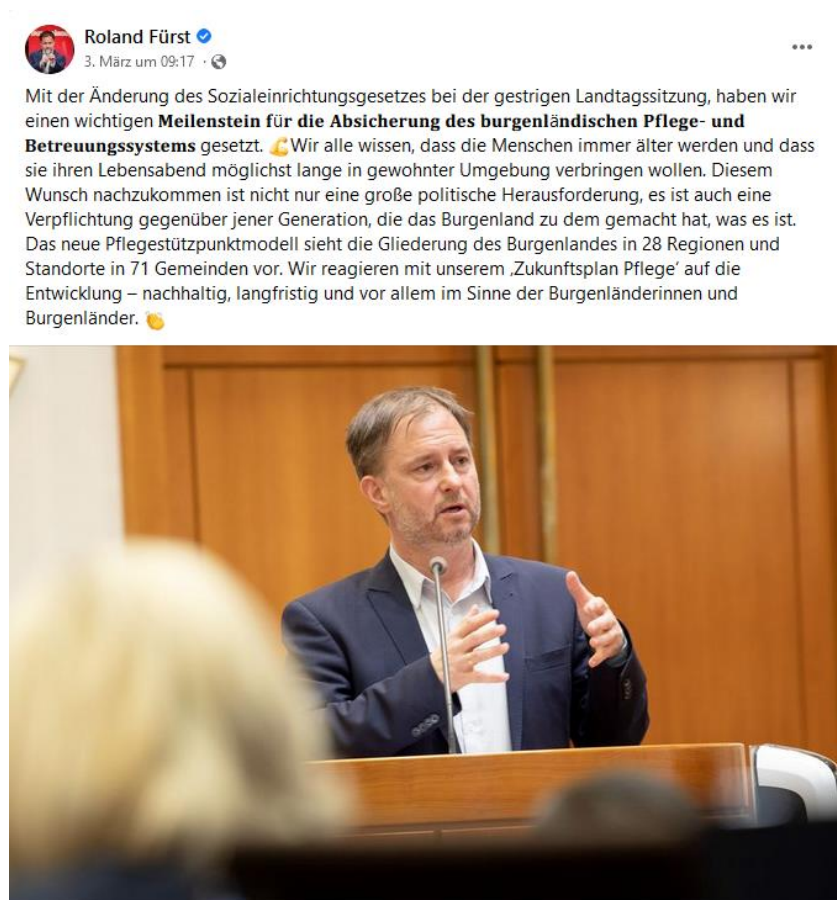 Roland Fürst
3. März um 09:17 ·
Mit der Änderung des Sozialeinrichtungsgesetzes bei der gestrigen Landtagssitzung, haben wir
einen wichtigen Meilenstein für die Absicherung des burgenländischen Pflege- und
Betreuungssystems gesetzt. 💪Wir alle wissen, dass die Menschen immer älter werden und dass
sie ihren Lebensabend möglichst lange in gewohnter Umgebung verbringen wollen. Diesem
Wunsch nachzukommen ist nicht nur eine große politische Herausforderung, es ist auch eine
Verpflichtung gegenüber jener Generation, die das Burgenland zu dem gemacht hat, was es ist.
Das neue Pflegestützpunktmodell sieht die Gliederung des Burgenlandes in 28 Regionen und
Standorte in 71 Gemeinden vor. Wir reagieren mit unserem ‚Zukunftsplan Pflege‘ auf die
Entwicklung – nachhaltig, langfristig und vor allem im Sinne der Burgenländerinnen und
Burgenländer. 👏